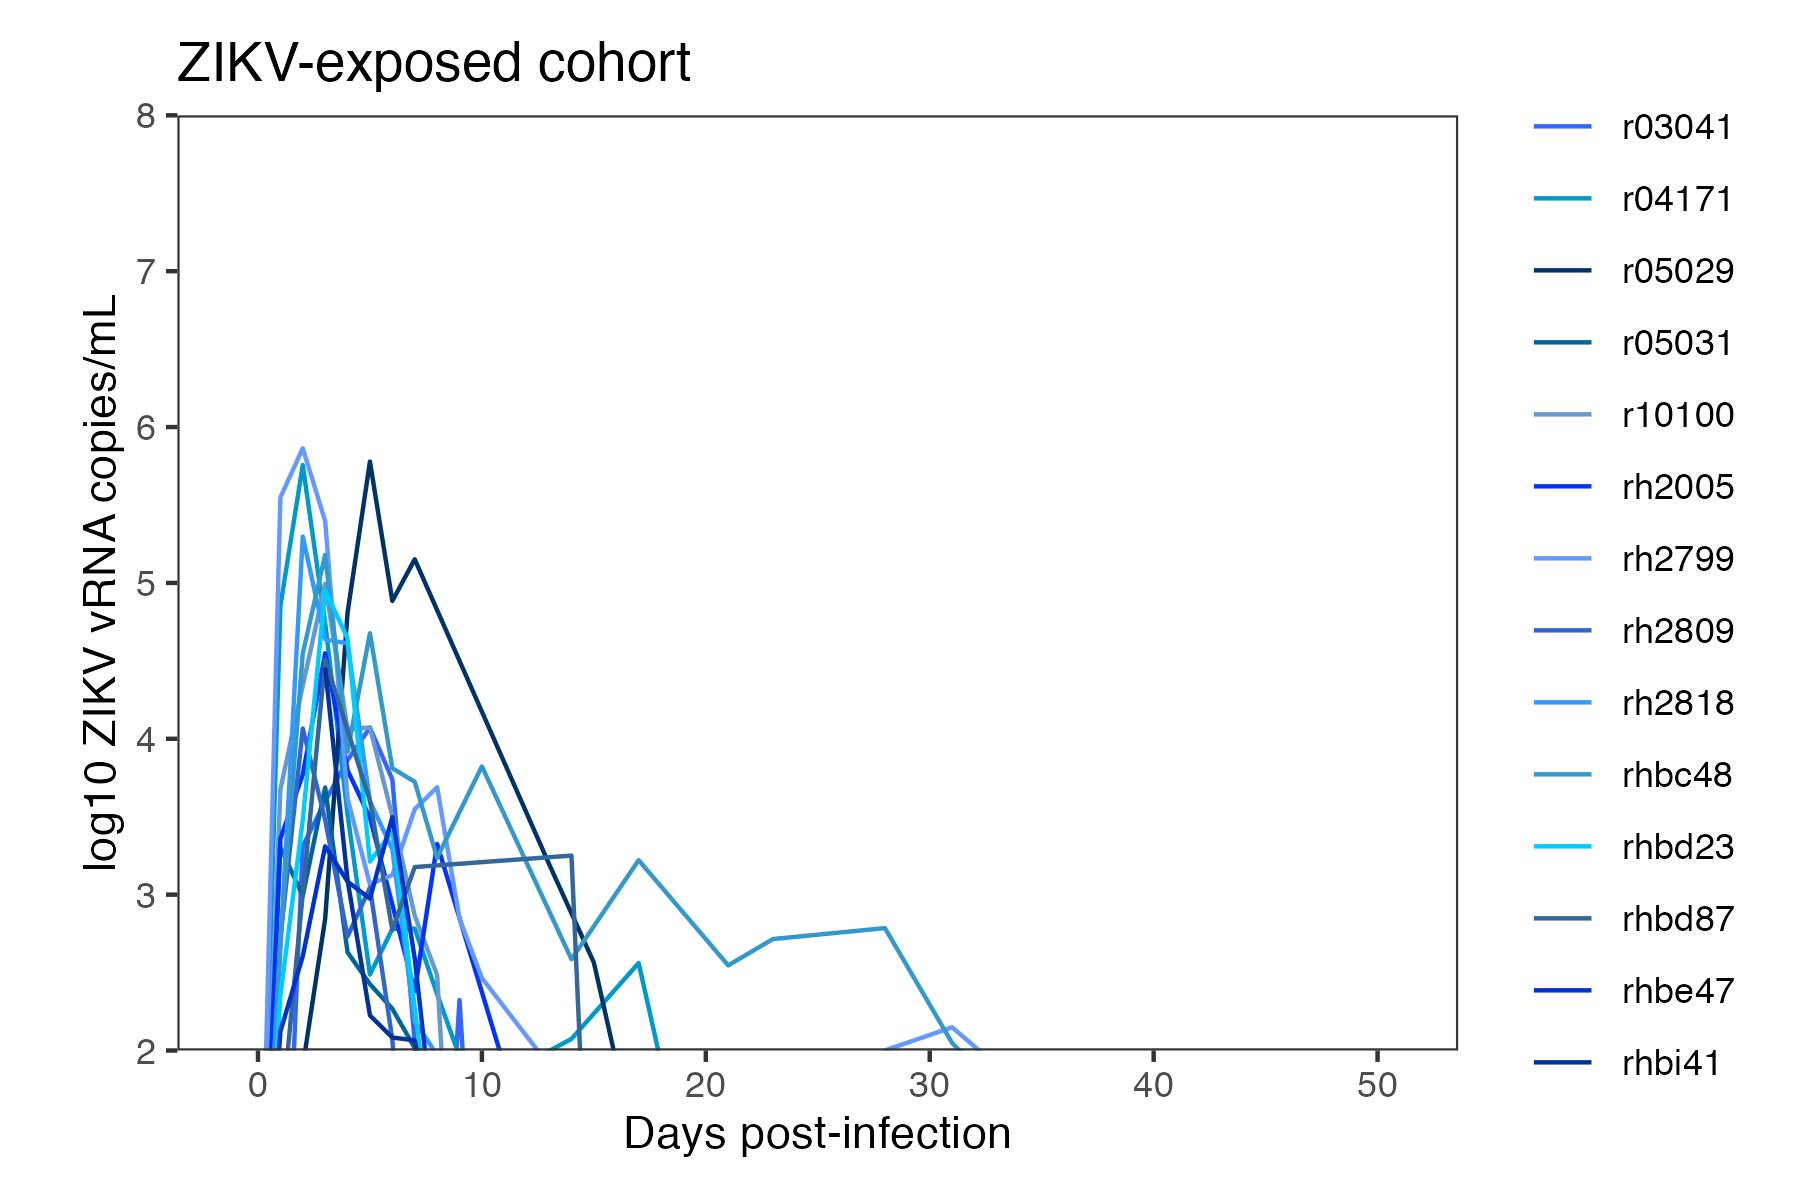 ZIKV-exposed cohort
log10 ZIKV vRNA copies/mL
8
7
6
5
4
3
2
0 10 20 30 40 50
Days post-infection
r03041
r04171
r05029
r05031
r10100
rh2005
rh2799
rh2809
rh2818
rhbc48
rhbd23
rhbd87
rhbe47
rhbi41